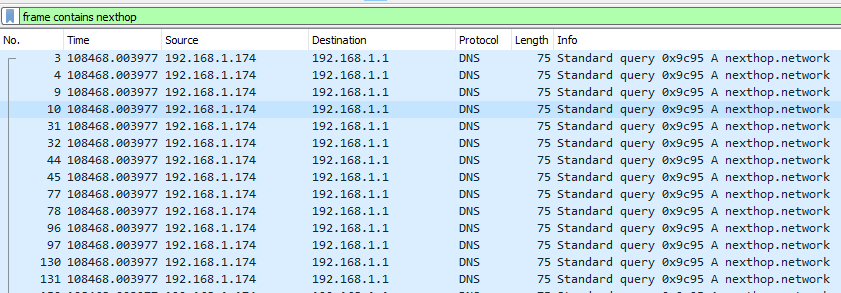 frame contains nexthop
No. Time Source Destination Protocol Length Info
3 108468.003977 192.168.1.174 192.168.1.1 DNS 75 Standard query 0x9c95 A nexthop.network
4 108468.003977 192.168.1.174 192.168.1.1 DNS 75 Standard query 0x9c95 A nexthop.network
9 108468.003977 192.168.1.174 192.168.1.1 DNS 75 Standard query 0x9c95 A nexthop.network
10 108468.003977 192.168.1.174 192.168.1.1 DNS 75 Standard query 0x9c95 A nexthop.network
31 108468.003977 192.168.1.174 192.168.1.1 DNS 75 Standard query 0x9c95 A nexthop.network
32 108468.003977 192.168.1.174 192.168.1.1 DNS 75 Standard query 0x9c95 A nexthop.network
44 108468.003977 192.168.1.174 192.168.1.1 DNS 75 Standard query 0x9c95 A nexthop.network
45 108468.003977 192.168.1.174 192.168.1.1 DNS 75 Standard query 0x9c95 A nexthop.network
77 108468.003977 192.168.1.174 192.168.1.1 DNS 75 Standard query 0x9c95 A nexthop.network
78 108468.003977 192.168.1.174 192.168.1.1 DNS 75 Standard query 0x9c95 A nexthop.network
96 108468.003977 192.168.1.174 192.168.1.1 DNS 75 Standard query 0x9c95 A nexthop.network
97 108468.003977 192.168.1.174 192.168.1.1 DNS 75 Standard query 0x9c95 A nexthop.network
130 108468.003977 192.168.1.174 192.168.1.1 DNS 75 Standard query 0x9c95 A nexthop.network
131 108468.003977 192.168.1.174 192.168.1.1 DNS 75 Standard query 0x9c95 A nexthop.network